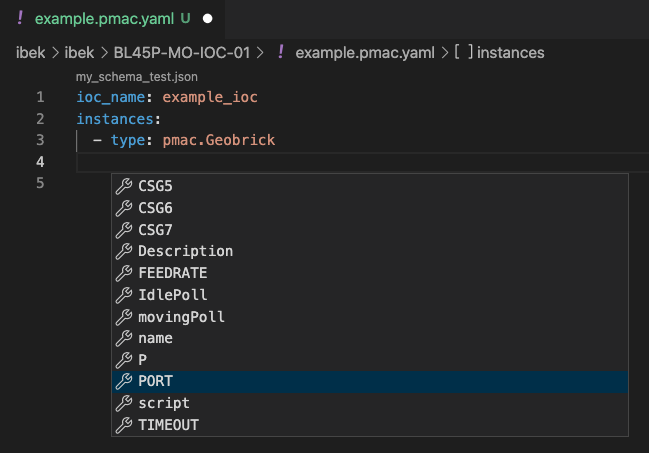 ! example.pmac.yaml U ●
ibek > ibek > BL45P-MO-IOC-01 > ! example.pmac.yaml > [ ] instances
my_schema_test.json
1 ioc_name: example_ioc
2 instances:
3 - type: pmac.Geobrick
4
5
CSG5
CSG6
CSG7
Description
FEEDRATE
IdlePoll
movingPoll
name
P
PORT
script
TIMEOUT